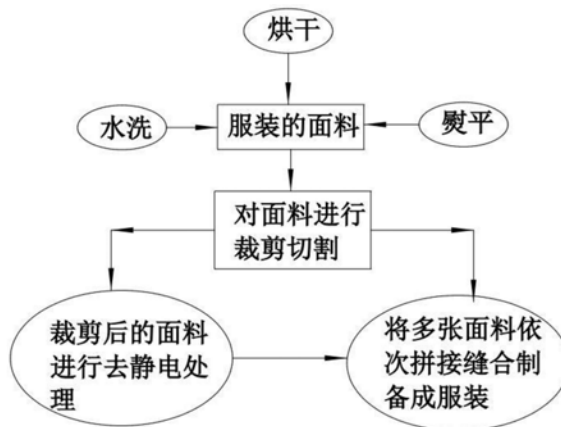 烘干
水洗
服装的面料
熨平
对面料进行
裁剪切割
裁剪后的面料
进行去静电处
理
将多张面料依
次拼接缝合制
备成服装